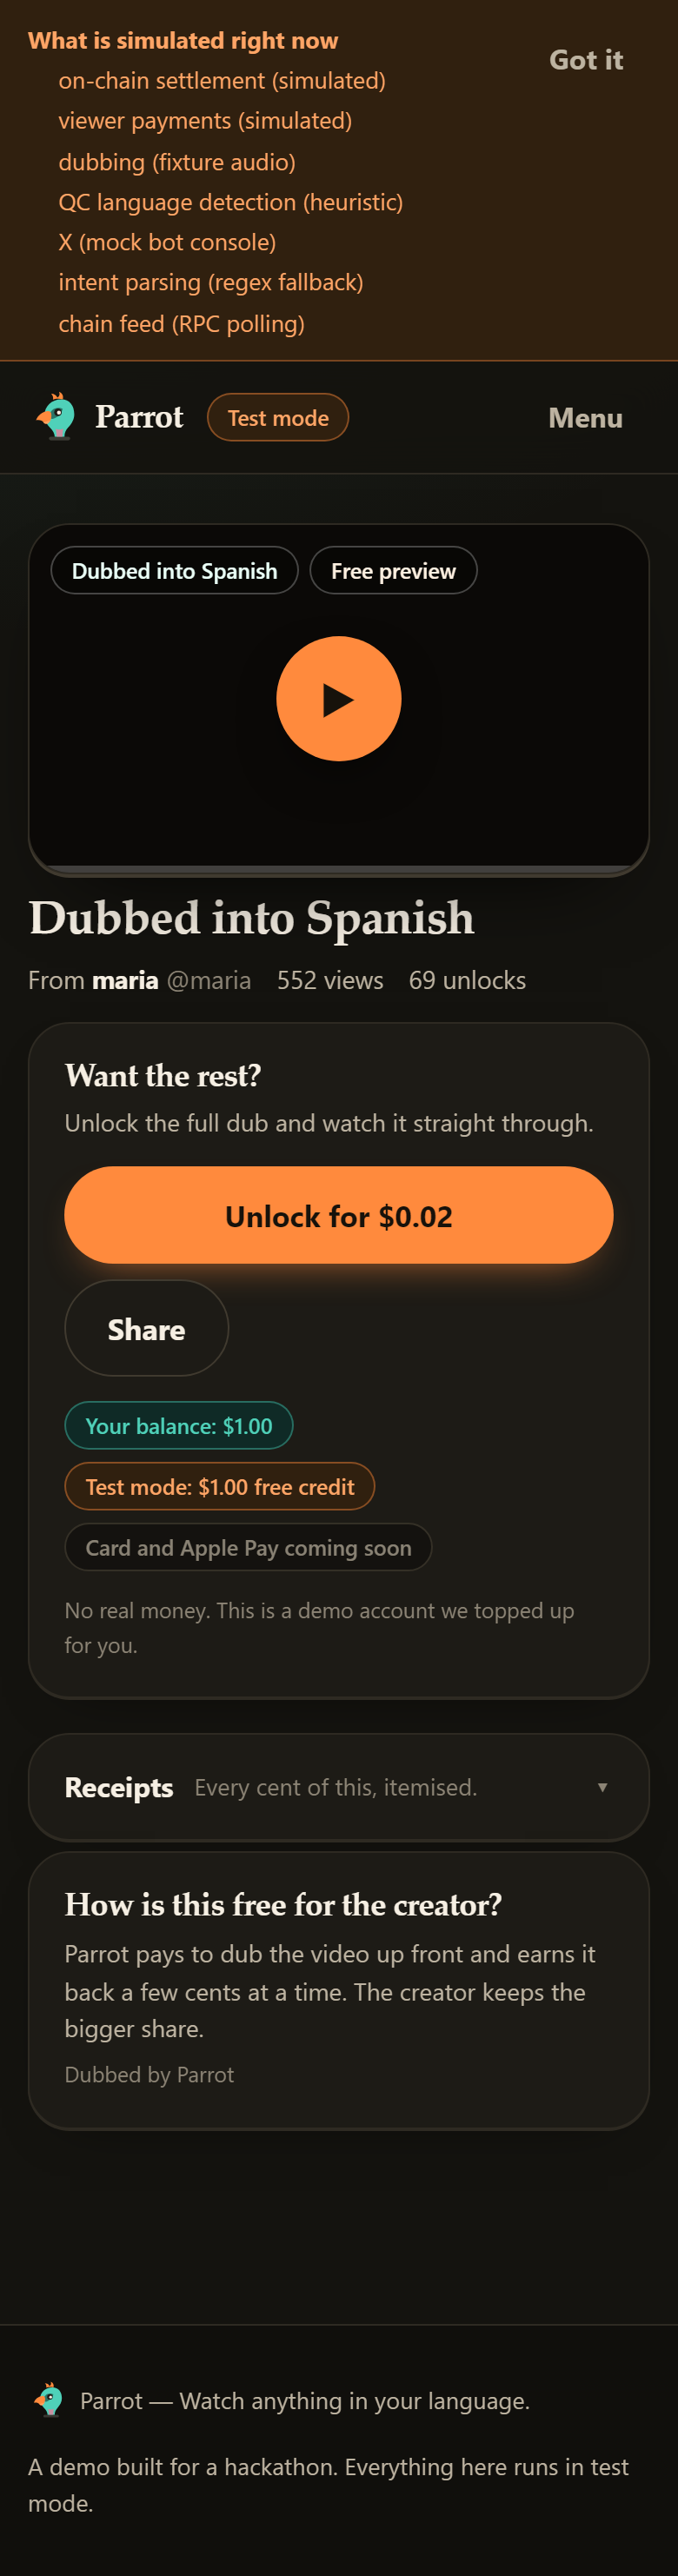 What is simulated right now
Got it
on-chain settlement (simulated)
viewer payments (simulated)
dubbing (fixture audio)
QC language detection (heuristic)
X (mock bot console)
intent parsing (regex fallback)
chain feed (RPC polling)
Parrot
Test mode
Menu
Dubbed into Spanish
Free preview
Dubbed into Spanish
From maria @maria 552 views 69 unlocks
Want the rest?
Unlock the full dub and watch it straight through.
Unlock for $0.02
Share
Your balance: $1.00
Test mode: $1.00 free credit
Card and Apple Pay coming soon
No real money. This is a demo account we topped up
for you.
Receipts Every cent of this, itemised.
How is this free for the creator?
Parrot pays to dub the video up front and earns it
back a few cents at a time. The creator keeps the
bigger share.
Dubbed by Parrot
Parrot — Watch anything in your language.
A demo built for a hackathon. Everything here runs in test
mode.